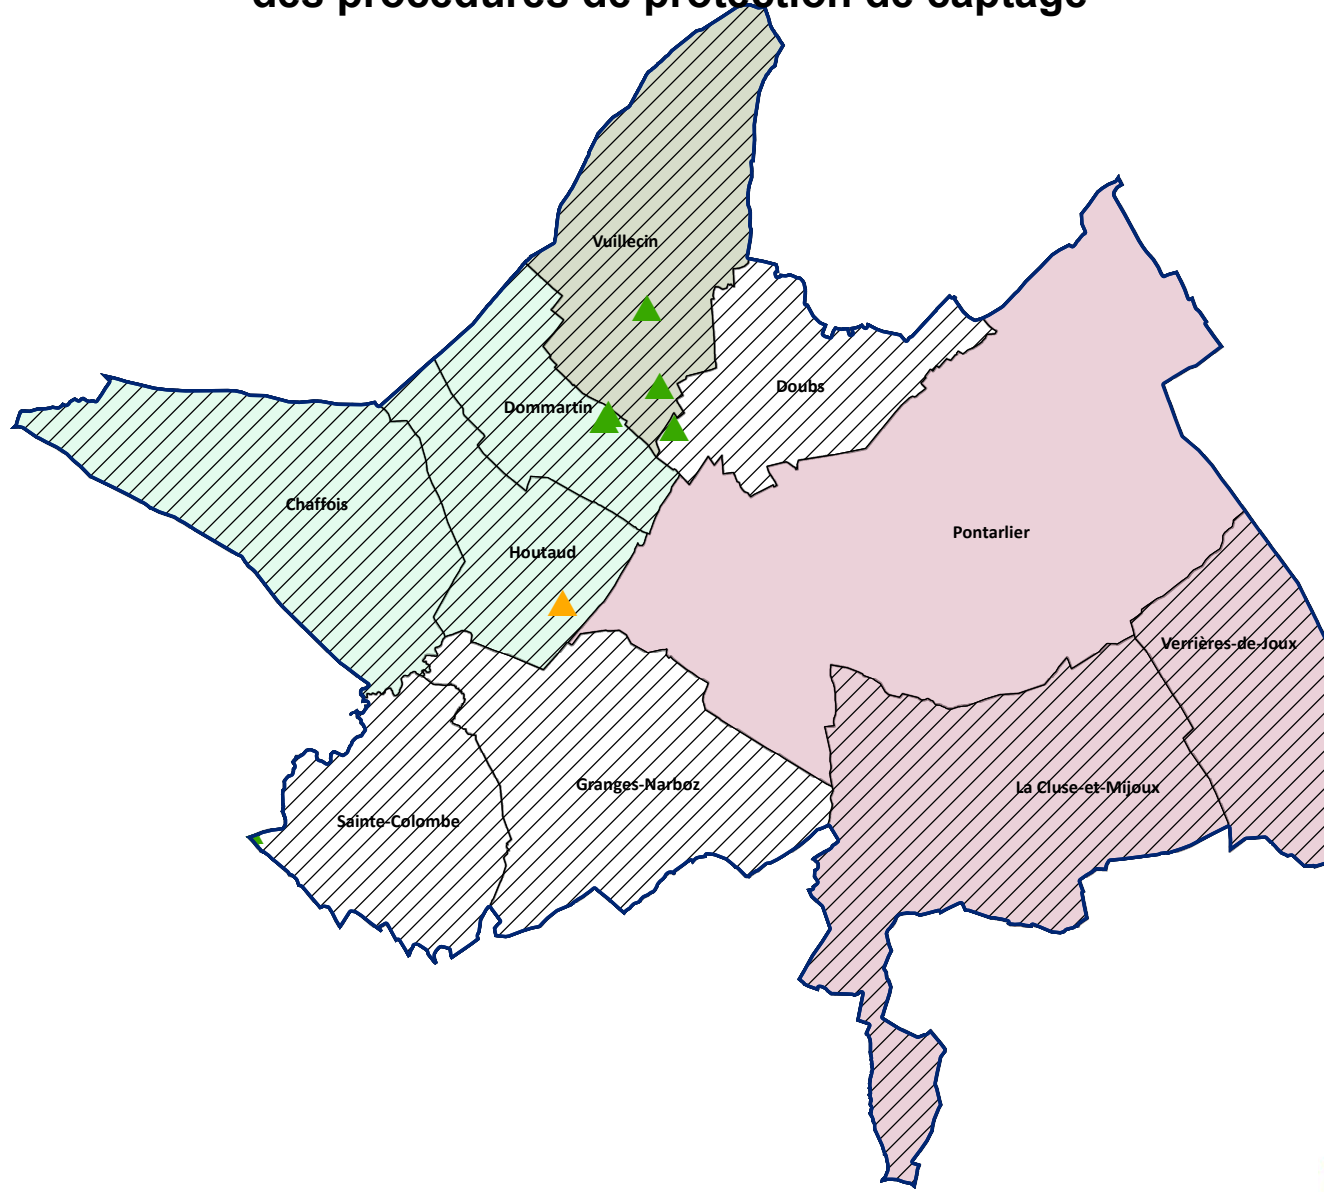 des procédures de protection de captage
Vuillecin
Doubs
Dommartin
Chaffois
Pontarlier
Houtaud
Verrières-de-Joux
Granges-Narboz
La Cluse-et-Mijoux
Sainte-Colombe